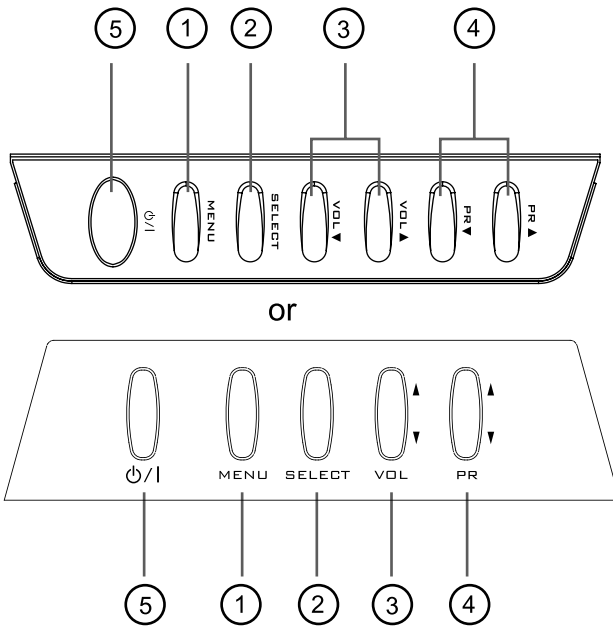 5 1 2 3 4
⏻/I MENU SELECT VOL▼ VOL▲ PR▼ PR▲
or
▲ ▲
▼ ▼
⏻/I MENU SELECT VOL PR
5 1 2 3 4